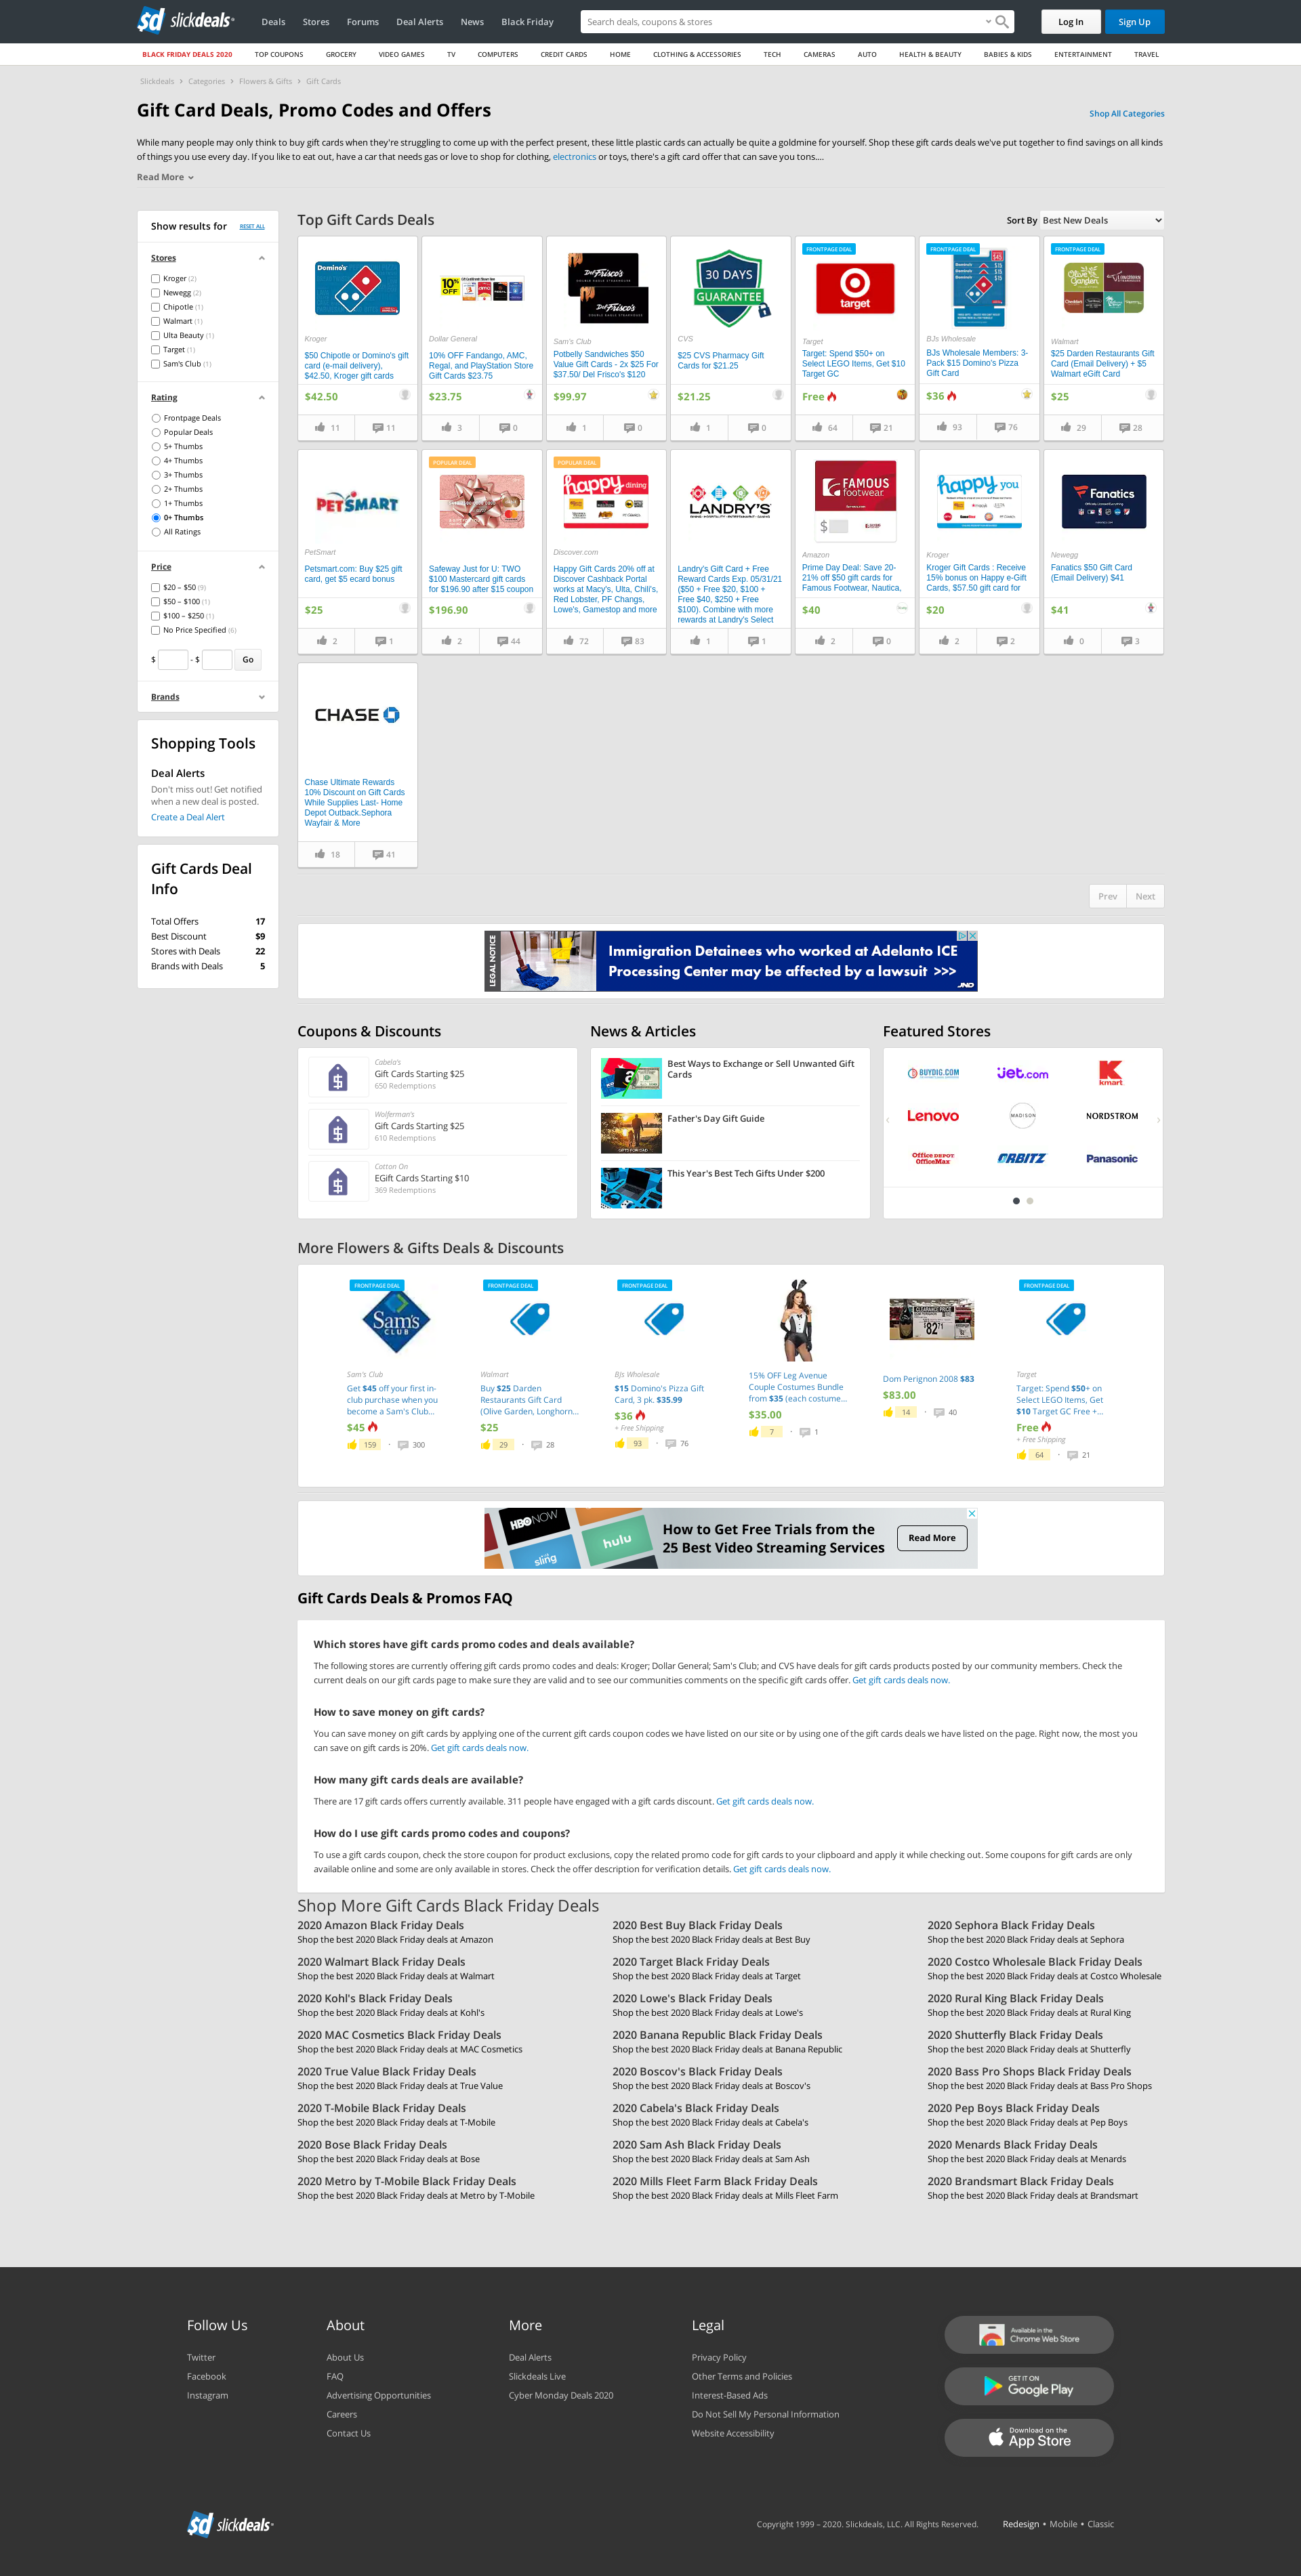 slickdeals
Deals
Stores
Forums
Deal Alerts
News
Black Friday
Search deals, coupons & stores
Log In
Sign Up
BLACK FRIDAY DEALS 2020
TOP COUPONS
GROCERY
VIDEO GAMES
TV
COMPUTERS
CREDIT CARDS
HOME
CLOTHING & ACCESSORIES
TECH
CAMERAS
AUTO
HEALTH & BEAUTY
BABIES & KIDS
ENTERTAINMENT
TRAVEL
Slickdeals > Categories > Flowers & Gifts > Gift Cards
Gift Card Deals, Promo Codes and Offers
Shop All Categories
While many people may only think to buy gift cards when they're struggling to come up with the perfect present, these little plastic cards can actually be quite a goldmine for yourself. Shop these gift cards deals we've put together to find savings on all kinds
of things you use every day. If you like to eat out, have a car that needs gas or love to shop for clothing, electronics or toys, there's a gift card offer that can save you tons....
Read More
Show results for
RESET ALL
Stores
Kroger (2)
Newegg (2)
Chipotle (1)
Walmart (1)
Ulta Beauty (1)
Target (1)
Sam's Club (1)
Rating
Frontpage Deals
Popular Deals
5+ Thumbs
4+ Thumbs
3+ Thumbs
2+ Thumbs
1+ Thumbs
0+ Thumbs
All Ratings
Price
$20 – $50 (9)
$50 – $100 (1)
$100 – $250 (1)
No Price Specified (6)
$ - $ Go
Brands
Shopping Tools
Deal Alerts
Don't miss out! Get notified
when a new deal is posted.
Create a Deal Alert
Gift Cards Deal
Info
Total Offers 17
Best Discount $9
Stores with Deals 22
Brands with Deals 5
Top Gift Cards Deals
Sort By Best New Deals
Domino's
Kroger
$50 Chipotle or Domino's gift
card (e-mail delivery),
$42.50, Kroger gift cards
$42.50
11 11
10% OFF
Dollar General
10% OFF Fandango, AMC,
Regal, and PlayStation Store
Gift Cards $23.75
$23.75
3 0
Del Frisco's
Del Frisco's
Sam's Club
Potbelly Sandwiches $50
Value Gift Cards - 2x $25 For
$37.50/ Del Frisco's $120
$99.97
1 0
30 DAYS
GUARANTEE
CVS
$25 CVS Pharmacy Gift
Cards for $21.25
$21.25
1 0
FRONTPAGE DEAL
target
Target
Target: Spend $50+ on
Select LEGO Items, Get $10
Target GC
Free
64 21
FRONTPAGE DEAL
$15
$15
$15
BJs Wholesale
BJs Wholesale Members: 3-
Pack $15 Domino's Pizza
Gift Card
$36
93 76
FRONTPAGE DEAL
Walmart
$25 Darden Restaurants Gift
Card (Email Delivery) + $5
Walmart eGift Card
$25
29 28
PETSMART
PetSmart
Petsmart.com: Buy $25 gift
card, get $5 ecard bonus
$25
2 1
POPULAR DEAL
Safeway Just for U: TWO
$100 Mastercard gift cards
for $196.90 after $15 coupon
$196.90
2 44
POPULAR DEAL
happy dining
Discover.com
Happy Gift Cards 20% off at
Discover Cashback Portal
works at Macy's, Ulta, Chili's,
Red Lobster, PF Changs,
Lowe's, Gamestop and more
72 83
LANDRY'S
Landry's Gift Card + Free
Reward Cards Exp. 05/31/21
($50 + Free $20, $100 +
Free $40, $250 + Free
$100). Combine with more
rewards at Landry's Select
1 1
FAMOUS
footwear.
$
Amazon
Prime Day Deal: Save 20-
21% off $50 gift cards for
Famous Footwear, Nautica,
$40
2 0
happy you
Kroger
Kroger Gift Cards : Receive
15% bonus on Happy e-Gift
Cards, $57.50 gift card for
$20
2 2
Fanatics
Newegg
Fanatics $50 Gift Card
(Email Delivery) $41
$41
0 3
CHASE
Chase Ultimate Rewards
10% Discount on Gift Cards
While Supplies Last- Home
Depot Outback.Sephora
Wayfair & More
18 41
Prev Next
LEGAL NOTICE
Immigration Detainees who worked at Adelanto ICE
Processing Center may be affected by a lawsuit >>>
JND
Coupons & Discounts
Cabela's
Gift Cards Starting $25
650 Redemptions
Wolferman's
Gift Cards Starting $25
610 Redemptions
Cotton On
EGift Cards Starting $10
369 Redemptions
News & Articles
Best Ways to Exchange or Sell Unwanted Gift
Cards
GIFTS FOR DAD
Father's Day Gift Guide
This Year's Best Tech Gifts Under $200
Featured Stores
BUYDIG.COM
Jet.com
kmart
Lenovo
MADISON
NORDSTROM
Office DEPOT
OfficeMax
ORBITZ
Panasonic
More Flowers & Gifts Deals & Discounts
FRONTPAGE DEAL
Sam's
CLUB
Sam's Club
Get $45 off your first in-
club purchase when you
become a Sam's Club...
$45
159 · 300
FRONTPAGE DEAL
Walmart
Buy $25 Darden
Restaurants Gift Card
(Olive Garden, Longhorn...
$25
29 · 28
FRONTPAGE DEAL
BJs Wholesale
$15 Domino's Pizza Gift
Card, 3 pk. $35.99
$36
+ Free Shipping
93 · 76
15% OFF Leg Avenue
Couple Costumes Bundle
from $35 (each costume...
$35.00
7 · 1
CLEARANCE PRICE
82 71
Dom Perignon 2008 $83
$83.00
14 · 40
FRONTPAGE DEAL
Target
Target: Spend $50+ on
Select LEGO Items, Get
$10 Target GC Free +...
Free
+ Free Shipping
64 · 21
HBO NOW
sling
hulu
How to Get Free Trials from the
25 Best Video Streaming Services
Read More
Gift Cards Deals & Promos FAQ
Which stores have gift cards promo codes and deals available?
The following stores are currently offering gift cards promo codes and deals: Kroger; Dollar General; Sam's Club; and CVS have deals for gift cards products posted by our community members. Check the
current deals on our gift cards page to make sure they are valid and to see our communities comments on the specific gift cards offer. Get gift cards deals now.
How to save money on gift cards?
You can save money on gift cards by applying one of the current gift cards coupon codes we have listed on our site or by using one of the gift cards deals we have listed on the page. Right now, the most you
can save on gift cards is 20%. Get gift cards deals now.
How many gift cards deals are available?
There are 17 gift cards offers currently available. 311 people have engaged with a gift cards discount. Get gift cards deals now.
How do I use gift cards promo codes and coupons?
To use a gift cards coupon, check the store coupon for product exclusions, copy the related promo code for gift cards to your clipboard and apply it while checking out. Some coupons for gift cards are only
available online and some are only available in stores. Check the offer description for verification details. Get gift cards deals now.
Shop More Gift Cards Black Friday Deals
2020 Amazon Black Friday Deals
Shop the best 2020 Black Friday deals at Amazon
2020 Best Buy Black Friday Deals
Shop the best 2020 Black Friday deals at Best Buy
2020 Sephora Black Friday Deals
Shop the best 2020 Black Friday deals at Sephora
2020 Walmart Black Friday Deals
Shop the best 2020 Black Friday deals at Walmart
2020 Target Black Friday Deals
Shop the best 2020 Black Friday deals at Target
2020 Costco Wholesale Black Friday Deals
Shop the best 2020 Black Friday deals at Costco Wholesale
2020 Kohl's Black Friday Deals
Shop the best 2020 Black Friday deals at Kohl's
2020 Lowe's Black Friday Deals
Shop the best 2020 Black Friday deals at Lowe's
2020 Rural King Black Friday Deals
Shop the best 2020 Black Friday deals at Rural King
2020 MAC Cosmetics Black Friday Deals
Shop the best 2020 Black Friday deals at MAC Cosmetics
2020 Banana Republic Black Friday Deals
Shop the best 2020 Black Friday deals at Banana Republic
2020 Shutterfly Black Friday Deals
Shop the best 2020 Black Friday deals at Shutterfly
2020 True Value Black Friday Deals
Shop the best 2020 Black Friday deals at True Value
2020 Boscov's Black Friday Deals
Shop the best 2020 Black Friday deals at Boscov's
2020 Bass Pro Shops Black Friday Deals
Shop the best 2020 Black Friday deals at Bass Pro Shops
2020 T-Mobile Black Friday Deals
Shop the best 2020 Black Friday deals at T-Mobile
2020 Cabela's Black Friday Deals
Shop the best 2020 Black Friday deals at Cabela's
2020 Pep Boys Black Friday Deals
Shop the best 2020 Black Friday deals at Pep Boys
2020 Bose Black Friday Deals
Shop the best 2020 Black Friday deals at Bose
2020 Sam Ash Black Friday Deals
Shop the best 2020 Black Friday deals at Sam Ash
2020 Menards Black Friday Deals
Shop the best 2020 Black Friday deals at Menards
2020 Metro by T-Mobile Black Friday Deals
Shop the best 2020 Black Friday deals at Metro by T-Mobile
2020 Mills Fleet Farm Black Friday Deals
Shop the best 2020 Black Friday deals at Mills Fleet Farm
2020 Brandsmart Black Friday Deals
Shop the best 2020 Black Friday deals at Brandsmart
Follow Us
Twitter
Facebook
Instagram
About
About Us
FAQ
Advertising Opportunities
Careers
Contact Us
More
Deal Alerts
Slickdeals Live
Cyber Monday Deals 2020
Legal
Privacy Policy
Other Terms and Policies
Interest-Based Ads
Do Not Sell My Personal Information
Website Accessibility
Available in the
Chrome Web Store
GET IT ON
Google Play
Download on the
App Store
slickdeals
Copyright 1999 – 2020. Slickdeals, LLC. All Rights Reserved.
Redesign • Mobile • Classic